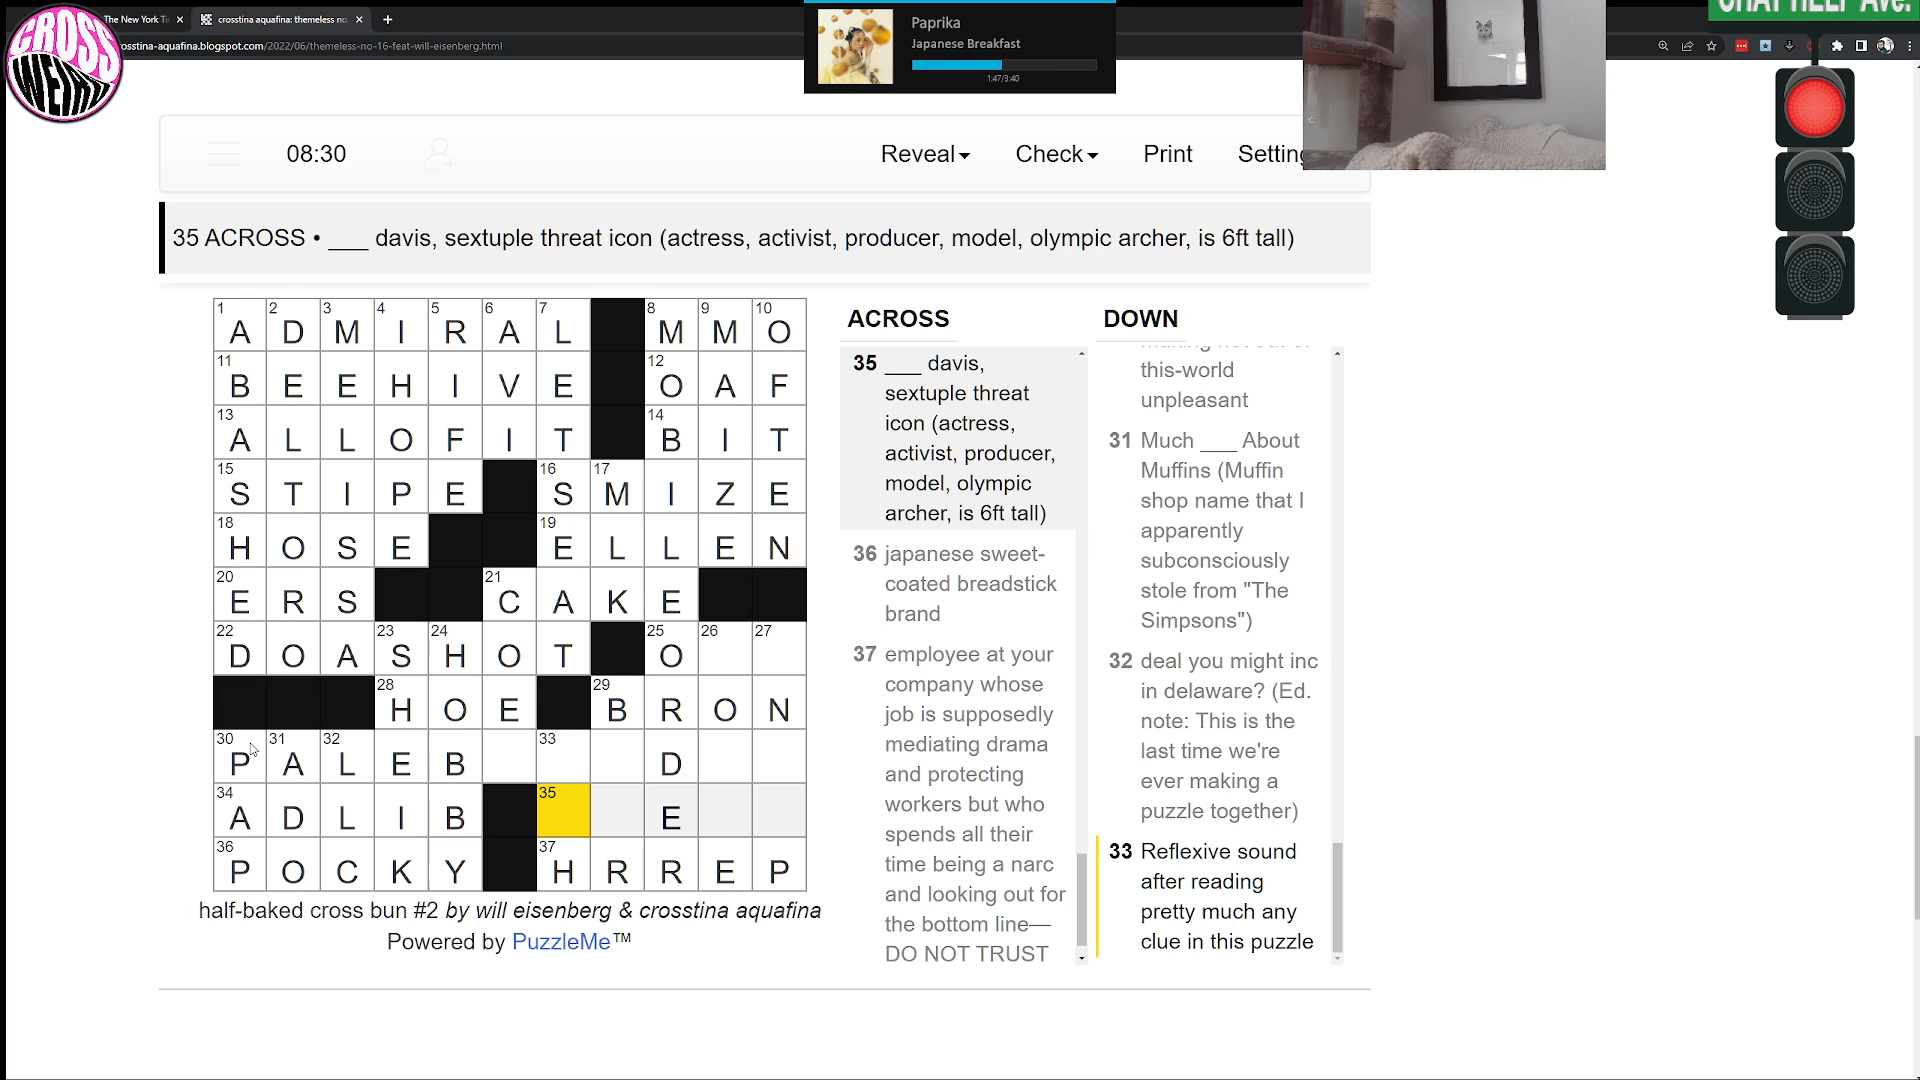 CROSS
WEIRD
The New York Ti
crosstina aquafina: themeless no
osstina-aquafina.blogspot.com/2022/06/themeless-no-16-feat-will-eisenberg.html
Paprika
Japanese Breakfast
1:47/3:40
CHAT HELP Ave.
08:30
Reveal
Check
Print
Setting
35 ACROSS • ___ davis, sextuple threat icon (actress, activist, producer, model, olympic archer, is 6ft tall)
1 2 3 4 5 6 7 8 9 10
A D M I R A L M M O
11 12
B E E H I V E O A F
13 14
A L L O F I T B I T
15 16 17
S T I P E S M I Z E
18 19
H O S E E L L E N
20 21
E R S C A K E
22 23 24 25 26 27
D O A S H O T O
28 29
H O E B R O N
30 31 32 33
P A L E B D
34 35
A D L I B E
36 37
P O C K Y H R R E P
half-baked cross bun #2 by will eisenberg & crosstina aquafina
Powered by PuzzleMe™
ACROSS
35 ___ davis,
sextuple threat
icon (actress,
activist, producer,
model, olympic
archer, is 6ft tall)
36 japanese sweet-
coated breadstick
brand
37 employee at your
company whose
job is supposedly
mediating drama
and protecting
workers but who
spends all their
time being a narc
and looking out for
the bottom line—
DO NOT TRUST
DOWN
this-world
unpleasant
31 Much ___ About
Muffins (Muffin
shop name that I
apparently
subconsciously
stole from "The
Simpsons")
32 deal you might inc
in delaware? (Ed.
note: This is the
last time we're
ever making a
puzzle together)
33 Reflexive sound
after reading
pretty much any
clue in this puzzle